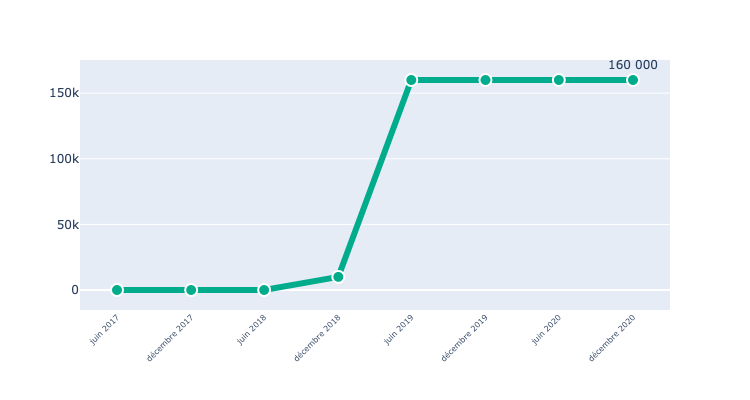 160 000
150k
100k
50k
0
juin 2017
décembre 2017
juin 2018
décembre 2018
juin 2019
décembre 2019
juin 2020
décembre 2020